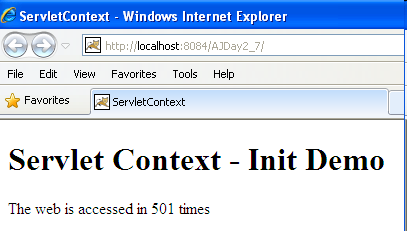 ServletContext - Windows Internet Explorer
http://localhost:8084/AJDay2_7/
File Edit View Favorites Tools Help
Favorites ServletContext
Servlet Context - Init Demo
The web is accessed in 501 times